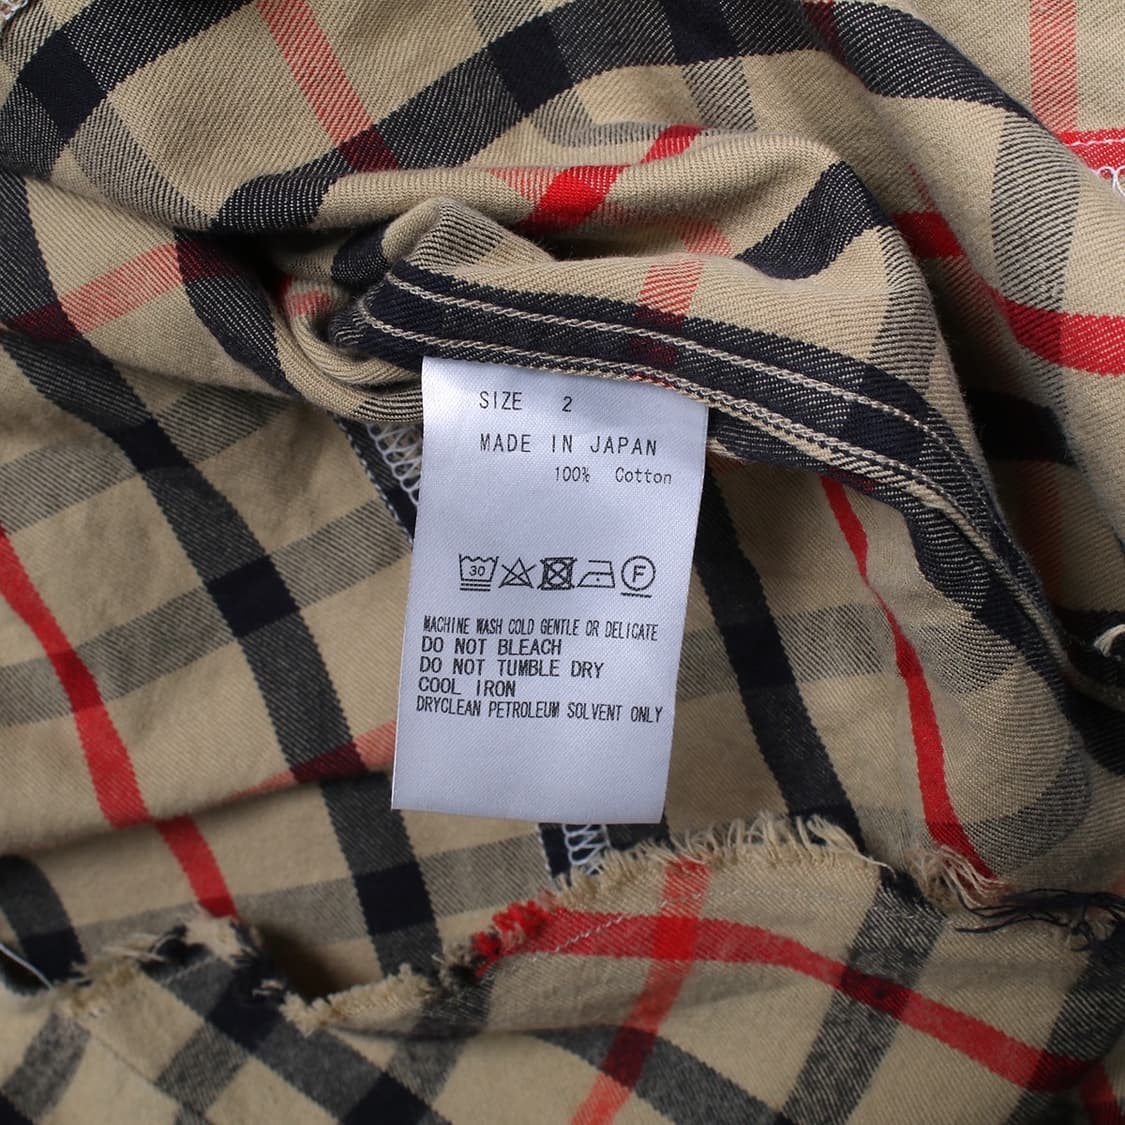 SIZE 2
MADE IN JAPAN
100% Cotton
30 F
MACHINE WASH COLD GENTLE OR DELICATE
DO NOT BLEACH
DO NOT TUMBLE DRY
COOL IRON
DRYCLEAN PETROLEUM SOLVENT ONLY